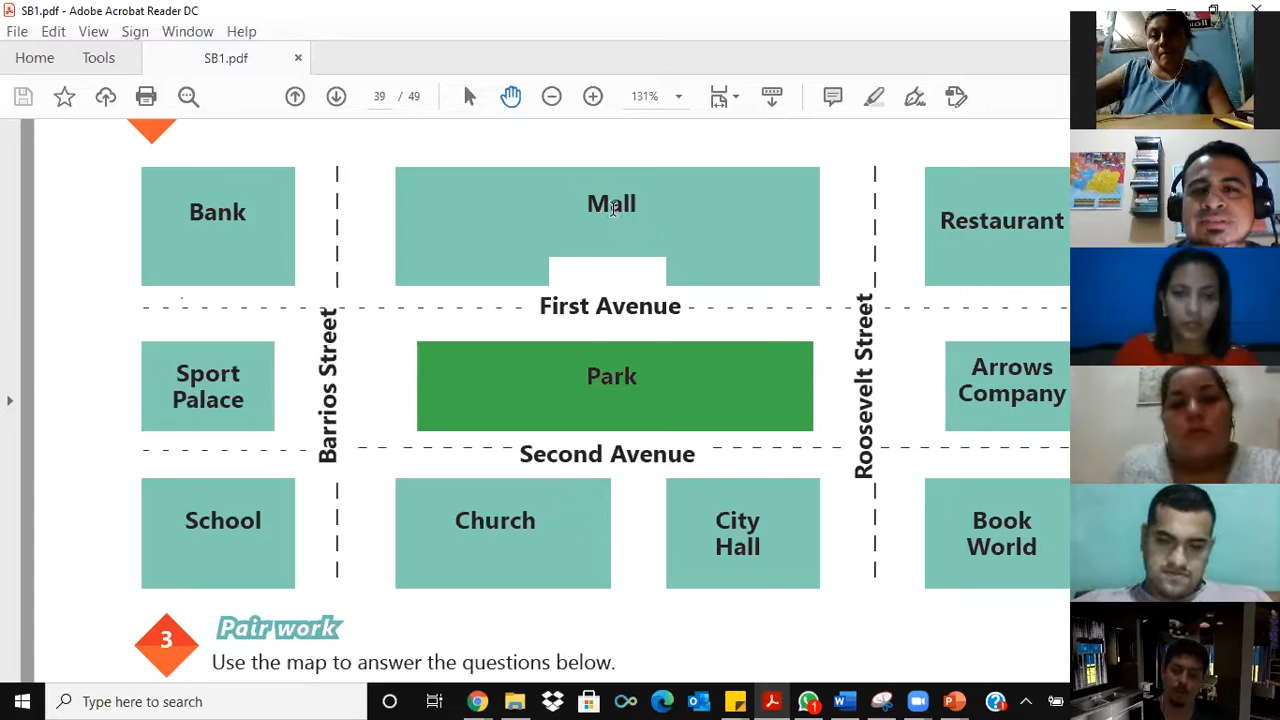 SB1.pdf - Adobe Acrobat Reader DC
File Edit View Sign Window Help
Home Tools SB1.pdf ×
39 / 49 131%
Bank Mall Restaurant
First Avenue
Barrios Street
Roosevelt Street
Sport
Palace
Park
Arrows
Company
Second Avenue
School Church
City
Hall
Book
World
3 Pair work
Use the map to answer the questions below.
Type here to search